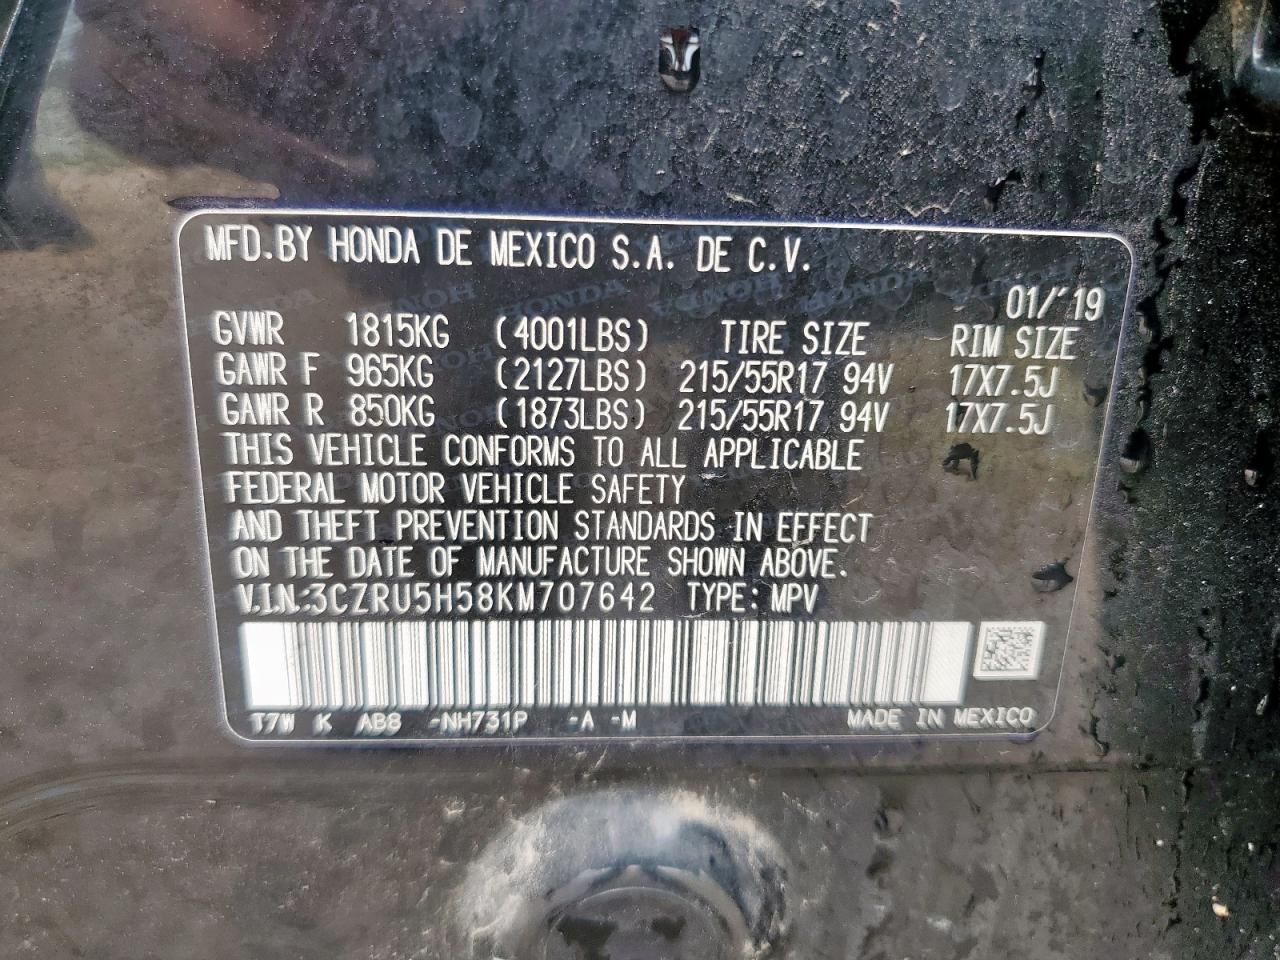 MFD.BY HONDA DE MEXICO S.A. DE C.V.
01/'19
GVWR 1815KG (4001LBS) TIRE SIZE RIM SIZE
GAWR F 965KG (2127LBS) 215/55R17 94V 17X7.5J
GAWR R 850KG (1873LBS) 215/55R17 94V 17X7.5J
THIS VEHICLE CONFORMS TO ALL APPLICABLE
FEDERAL MOTOR VEHICLE SAFETY
AND THEFT PREVENTION STANDARDS IN EFFECT
ON THE DATE OF MANUFACTURE SHOWN ABOVE.
V.I.N.:3CZRU5H58KM707642 TYPE: MPV
T7W K AB8 -NH731P -A -M MADE IN MEXICO